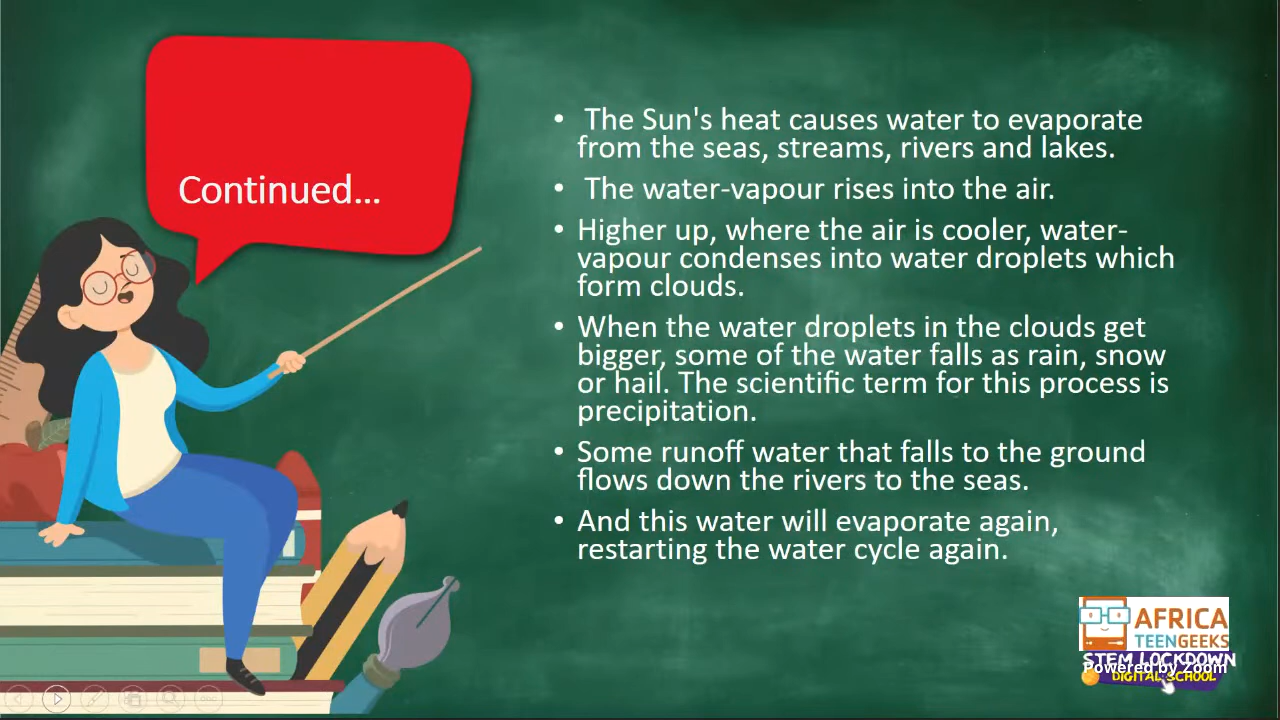 Continued...
• The Sun's heat causes water to evaporate
from the seas, streams, rivers and lakes.
• The water-vapour rises into the air.
• Higher up, where the air is cooler, water-
vapour condenses into water droplets which
form clouds.
• When the water droplets in the clouds get
bigger, some of the water falls as rain, snow
or hail. The scientific term for this process is
precipitation.
• Some runoff water that falls to the ground
flows down the rivers to the seas.
• And this water will evaporate again,
restarting the water cycle again.
AFRICA
TEENGEEKS
STEM LOCKDOWN
Powered by Zoom
DIGITAL SCHOOL